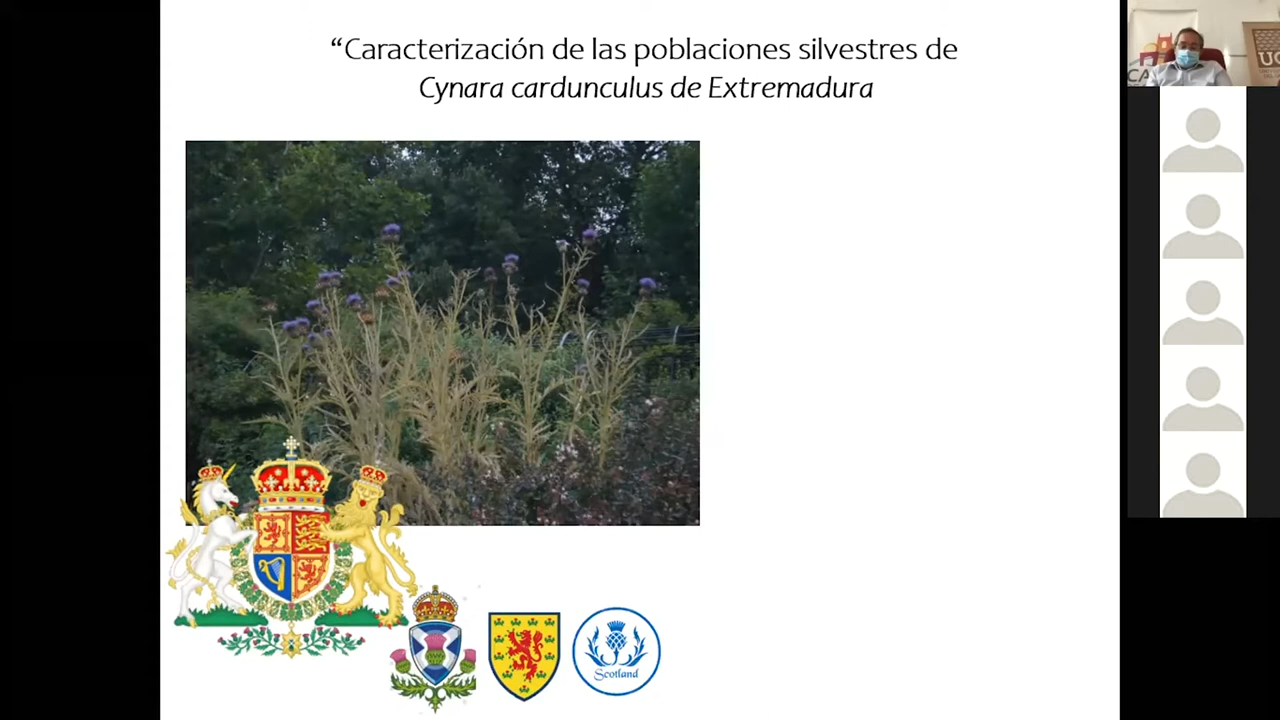 “Caracterización de las poblaciones silvestres de
Cynara cardunculus de Extremadura
Scotland